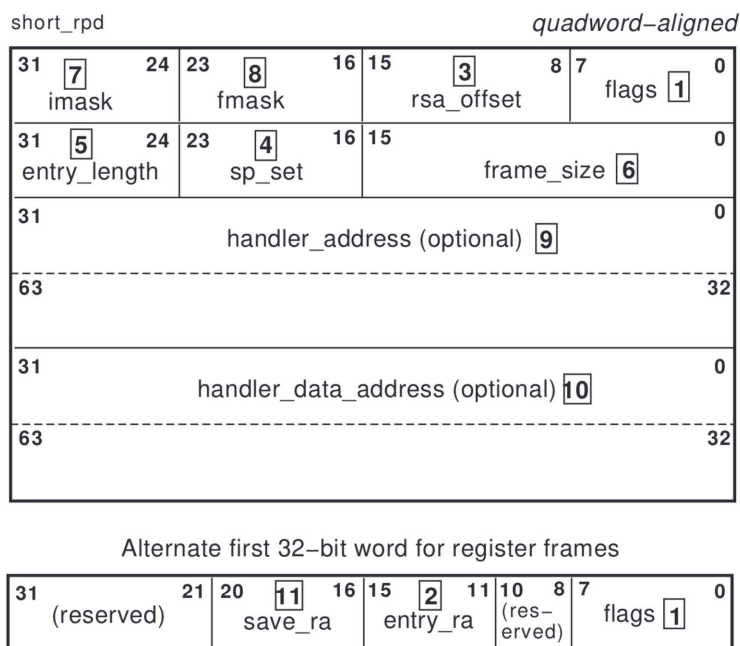 short_rpd quadword–aligned
31 7 24 23 8 16 15 3 8 7 0
imask fmask rsa_offset flags 1
31 5 24 23 4 16 15 0
entry_length sp_set frame_size 6
31 0
handler_address (optional) 9
63 32
31 0
handler_data_address (optional) 10
63 32
Alternate first 32–bit word for register frames
31 21 20 11 16 15 2 11 10 8 7 0
(reserved) save_ra entry_ra (res–
erved) flags 1